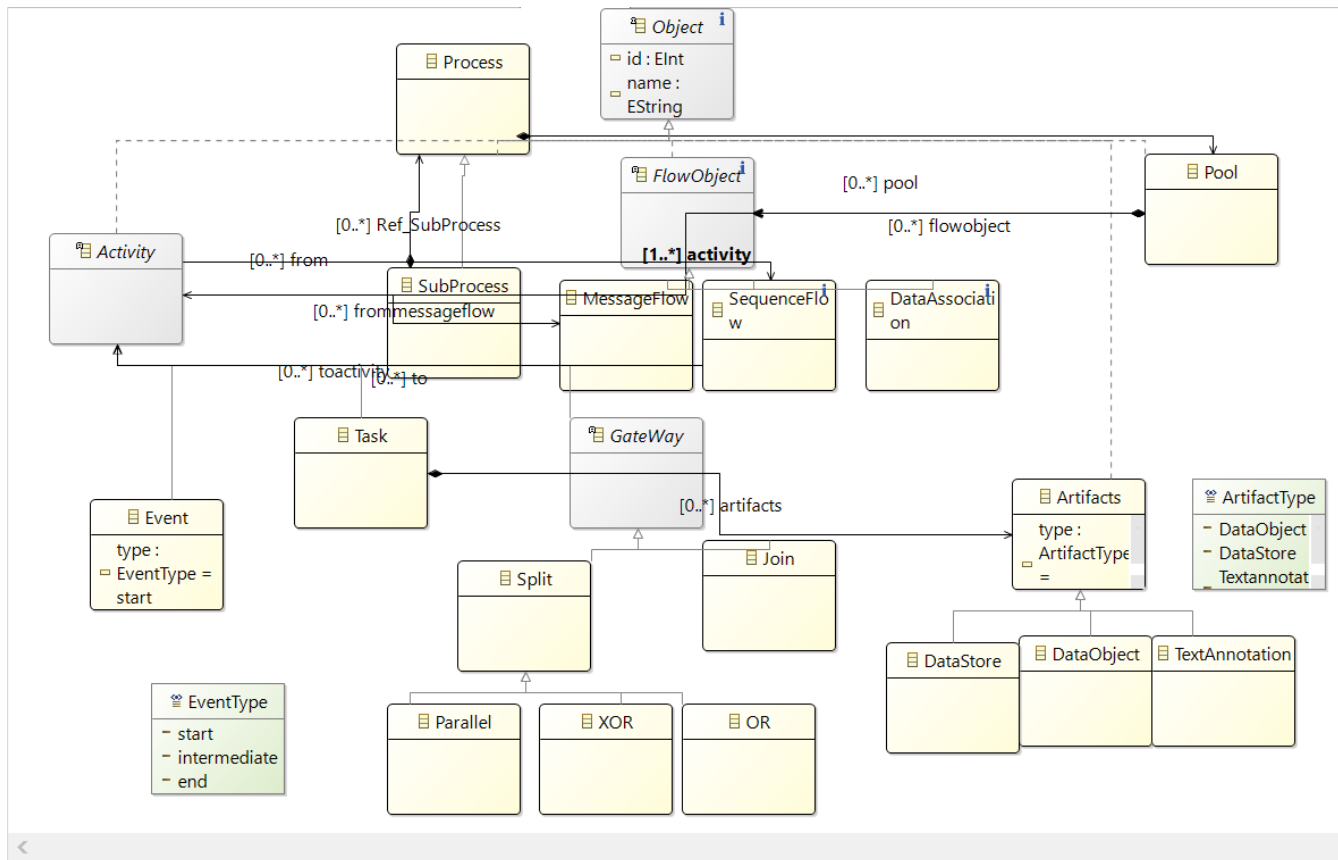 Object
id : EInt
name :
EString
Process
FlowObject
Pool
[0..*] pool
[0..*] flowobject
[0..*] Ref_SubProcess
Activity
[0..*] from
[1..*] activity
SubProcess
MessageFlow
SequenceFlo
w
DataAssociati
on
[0..*] frommessageflow
[0..*] toactivity
[0..*] to
Task
GateWay
[0..*] artifacts
Event
type :
EventType =
start
Artifacts
type :
ArtifactType
=
ArtifactType
DataObject
DataStore
Textannotat
Split
Join
DataStore
DataObject
TextAnnotation
EventType
start
intermediate
end
Parallel
XOR
OR